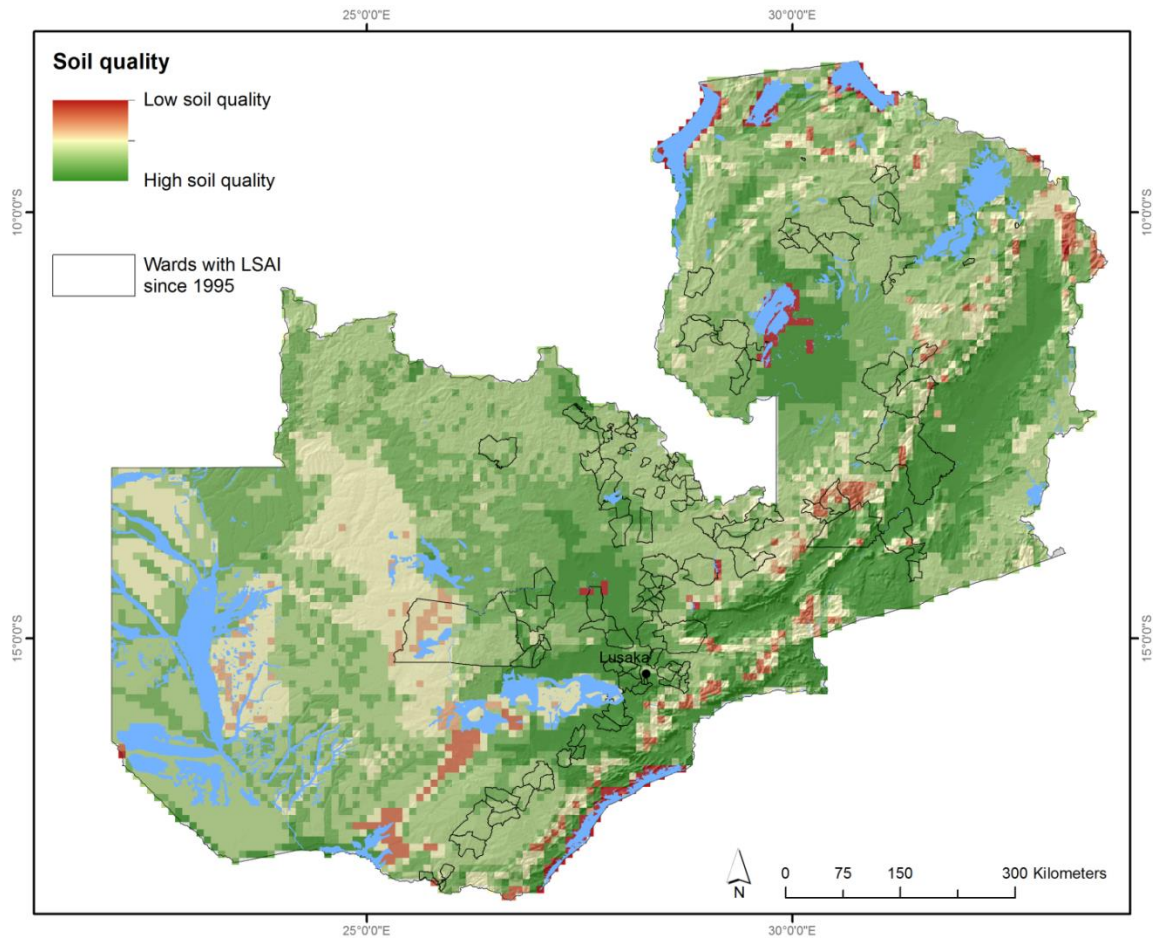 25°0'0"E
30°0'0"E
Soil quality
Low soil quality
High soil quality
Wards with LSAI
since 1995
10°0'0"S
10°0'0"S
15°0'0"S
15°0'0"S
Lusaka
N
0 75 150 300 Kilometers
25°0'0"E
30°0'0"E